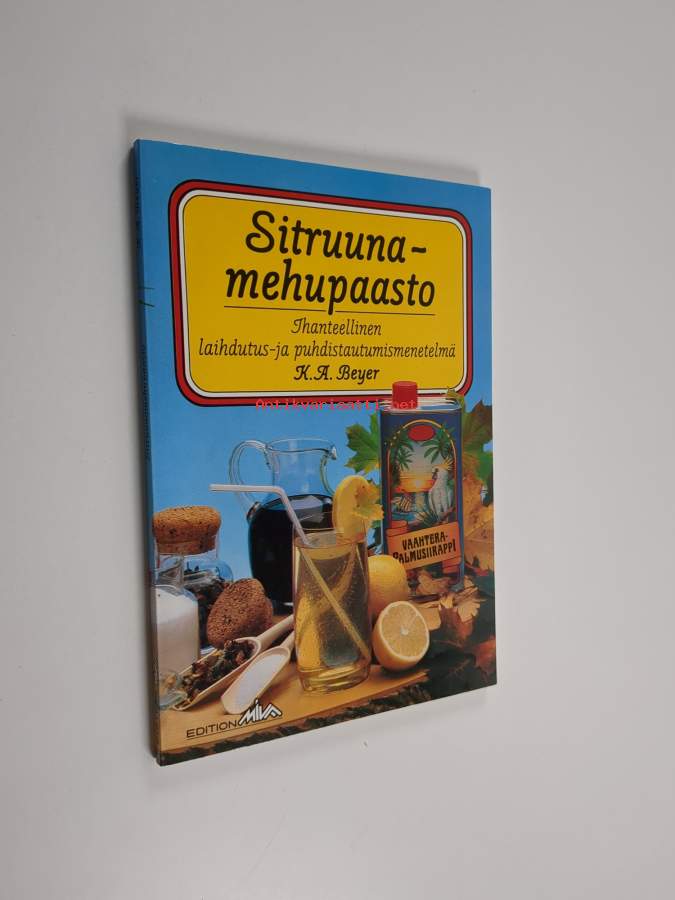 Sitruuna-
mehupaasto
Ihanteellinen
laihdutus-ja puhdistautumismenetelmä
K.A. Beyer
Antikvariaatti.net
VAAHTERA-
PALMUSIIRAPPI
EDITION MIVA